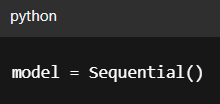 python
model = Sequential()